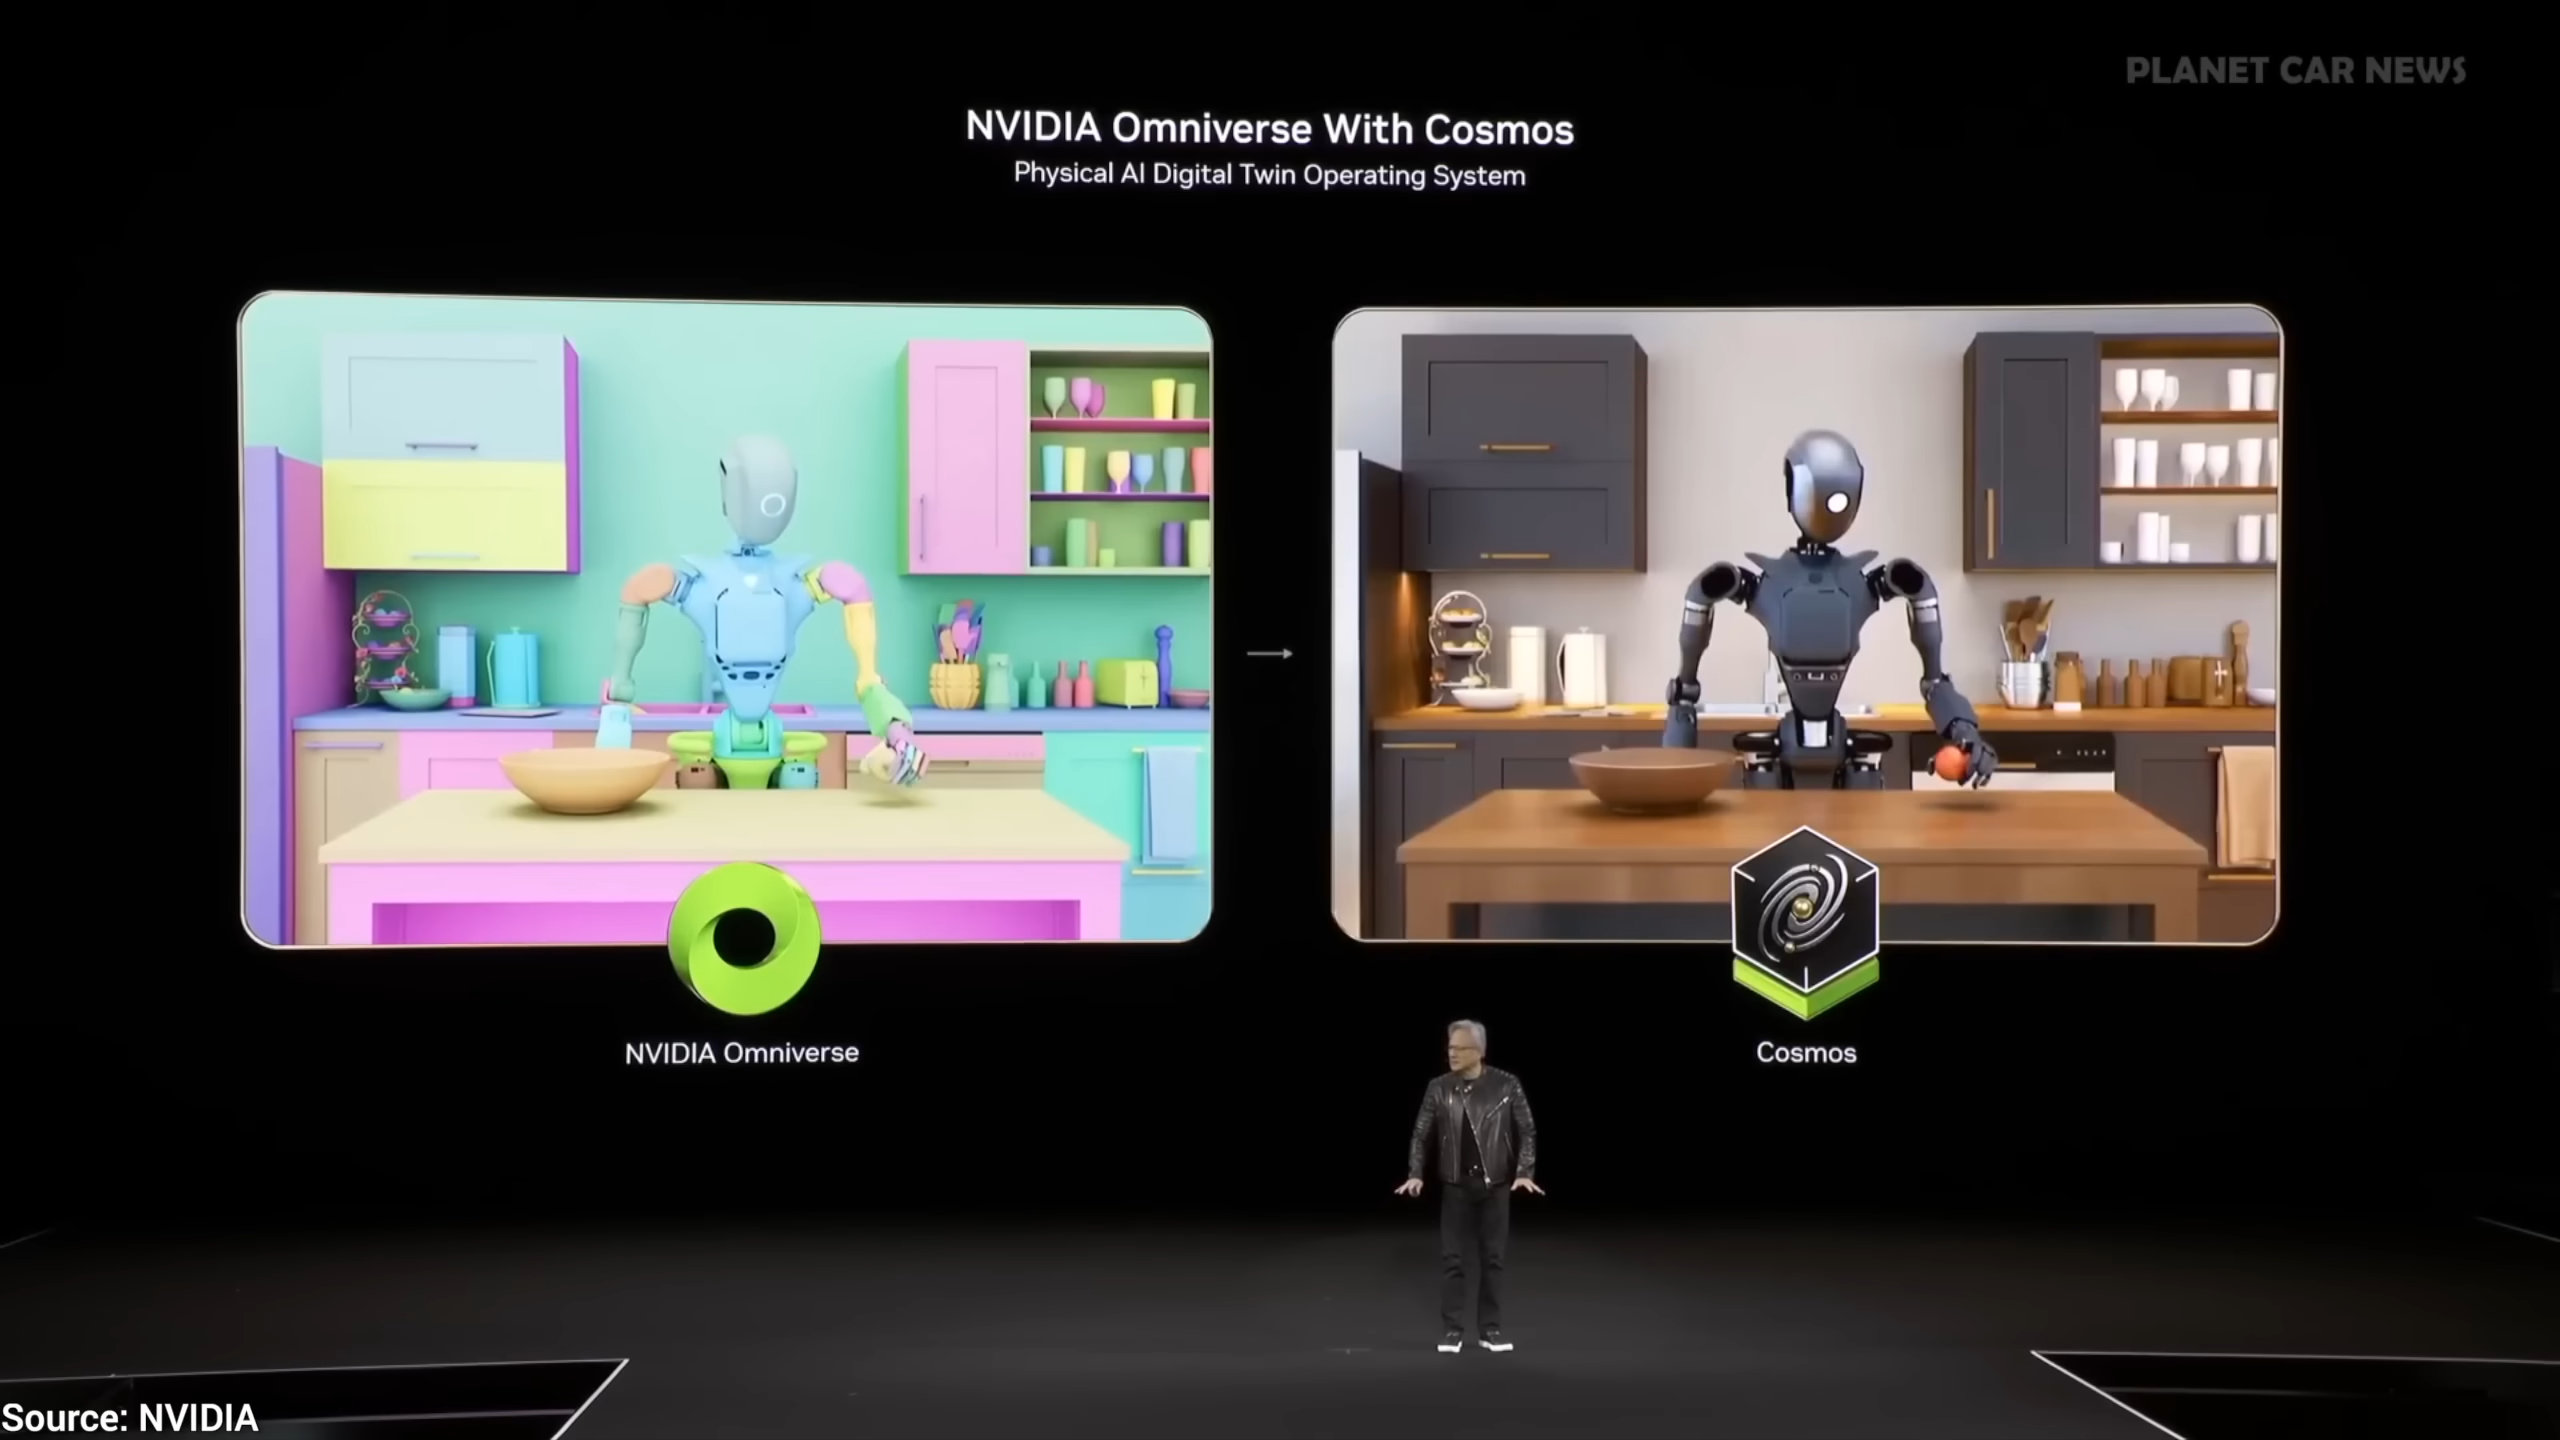 PLANET CAR NEWS
NVIDIA Omniverse With Cosmos
Physical AI Digital Twin Operating System
NVIDIA Omniverse
Cosmos
Source: NVIDIA